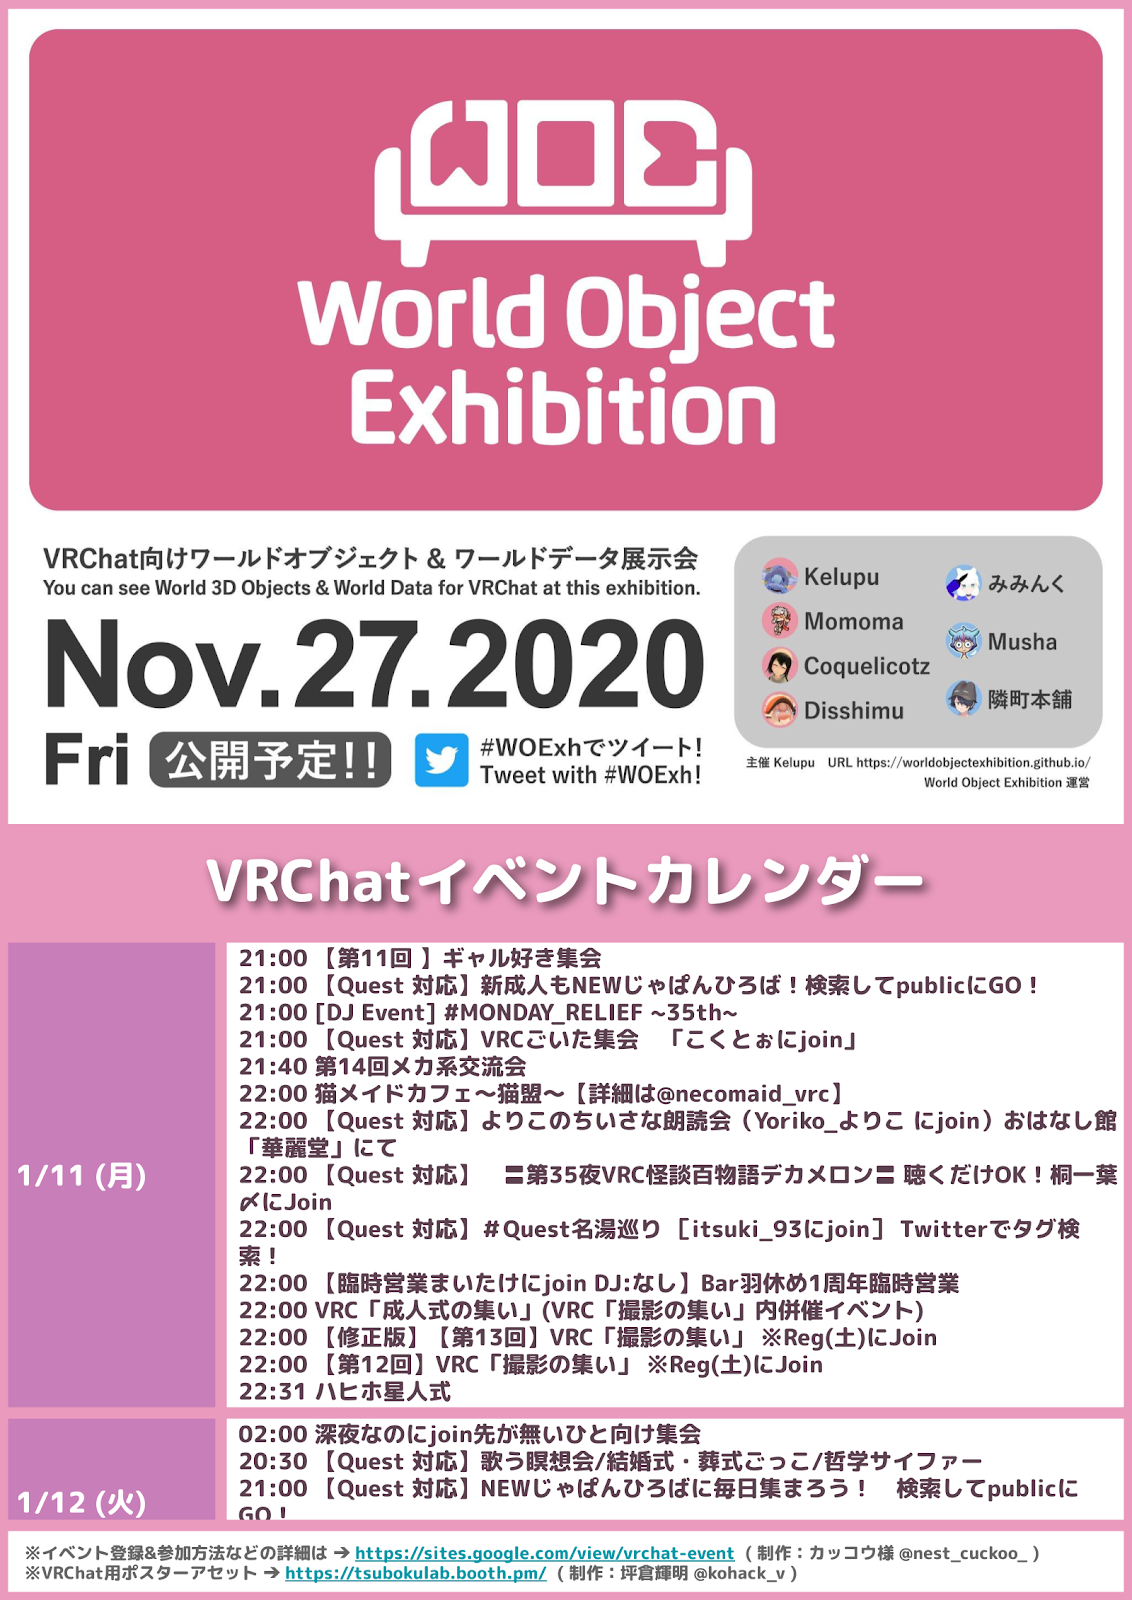 WOE
World Object
Exhibition
VRChat向けワールドオブジェクト & ワールドデータ展示会
You can see World 3D Objects & World Data for VRChat at this exhibition.
Nov.27.2020
Fri 公開予定!!
#WOExhでツイート!
Tweet with #WOExh!
Kelupu
Momoma
Coquelicotz
Disshimu
みみんく
Musha
隣町本舗
主催 Kelupu URL https://worldobjectexhibition.github.io/
World Object Exhibition 運営
VRChatイベントカレンダー
1/11 (月)
21:00 【第11回 】ギャル好き集会
21:00 【Quest 対応】新成人もNEWじゃぱんひろば！検索してpublicにGO！
21:00 [DJ Event] #MONDAY_RELIEF ~35th~
21:00 【Quest 対応】VRCごいた集会　「こくとぉにjoin」
21:40 第14回メカ系交流会
22:00 猫メイドカフェ～猫盟～【詳細は@necomaid_vrc】
22:00 【Quest 対応】よりこのちいさな朗読会（Yoriko_よりこ にjoin）おはなし館
「華麗堂」にて
22:00 【Quest 対応】　〓第35夜VRC怪談百物語デカメロン〓 聴くだけOK！桐一葉
〆にJoin
22:00 【Quest 対応】＃Quest名湯巡り ［itsuki_93にjoin］ Twitterでタグ検
索！
22:00 【臨時営業まいたけにjoin DJ:なし】Bar羽休め1周年臨時営業
22:00 VRC「成人式の集い」(VRC「撮影の集い」内併催イベント)
22:00 【修正版】【第13回】VRC「撮影の集い」 ※Reg(土)にJoin
22:00 【第12回】VRC「撮影の集い」 ※Reg(土)にJoin
22:31 ハヒホ星人式
1/12 (火)
02:00 深夜なのにjoin先が無いひと向け集会
20:30 【Quest 対応】歌う瞑想会/結婚式・葬式ごっこ/哲学サイファー
21:00 【Quest 対応】NEWじゃぱんひろばに毎日集まろう！　検索してpublicに
GO！
※イベント登録&参加方法などの詳細は ➔ https://sites.google.com/view/vrchat-event ( 制作：カッコウ様 @nest_cuckoo_ )
※VRChat用ポスターアセット ➔ https://tsubokulab.booth.pm/ ( 制作：坪倉輝明 @kohack_v )